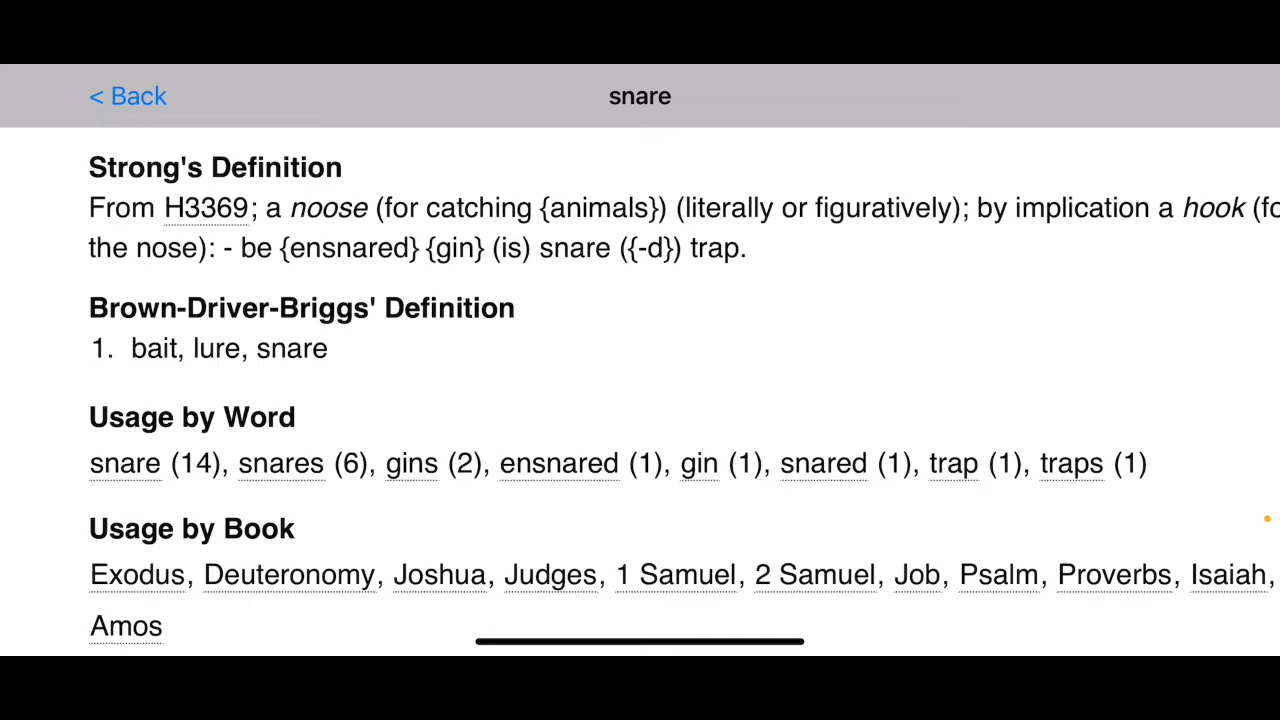 < Back
snare
Strong's Definition
From H3369; a noose (for catching {animals}) (literally or figuratively); by implication a hook
the nose): - be {ensnared} {gin} (is) snare ({-d}) trap.
Brown-Driver-Briggs' Definition
1. bait, lure, snare
Usage by Word
snare (14), snares (6), gins (2), ensnared (1), gin (1), snared (1), trap (1), traps (1)
Usage by Book
Exodus, Deuteronomy, Joshua, Judges, 1 Samuel, 2 Samuel, Job, Psalm, Proverbs, Isaiah,
Amos